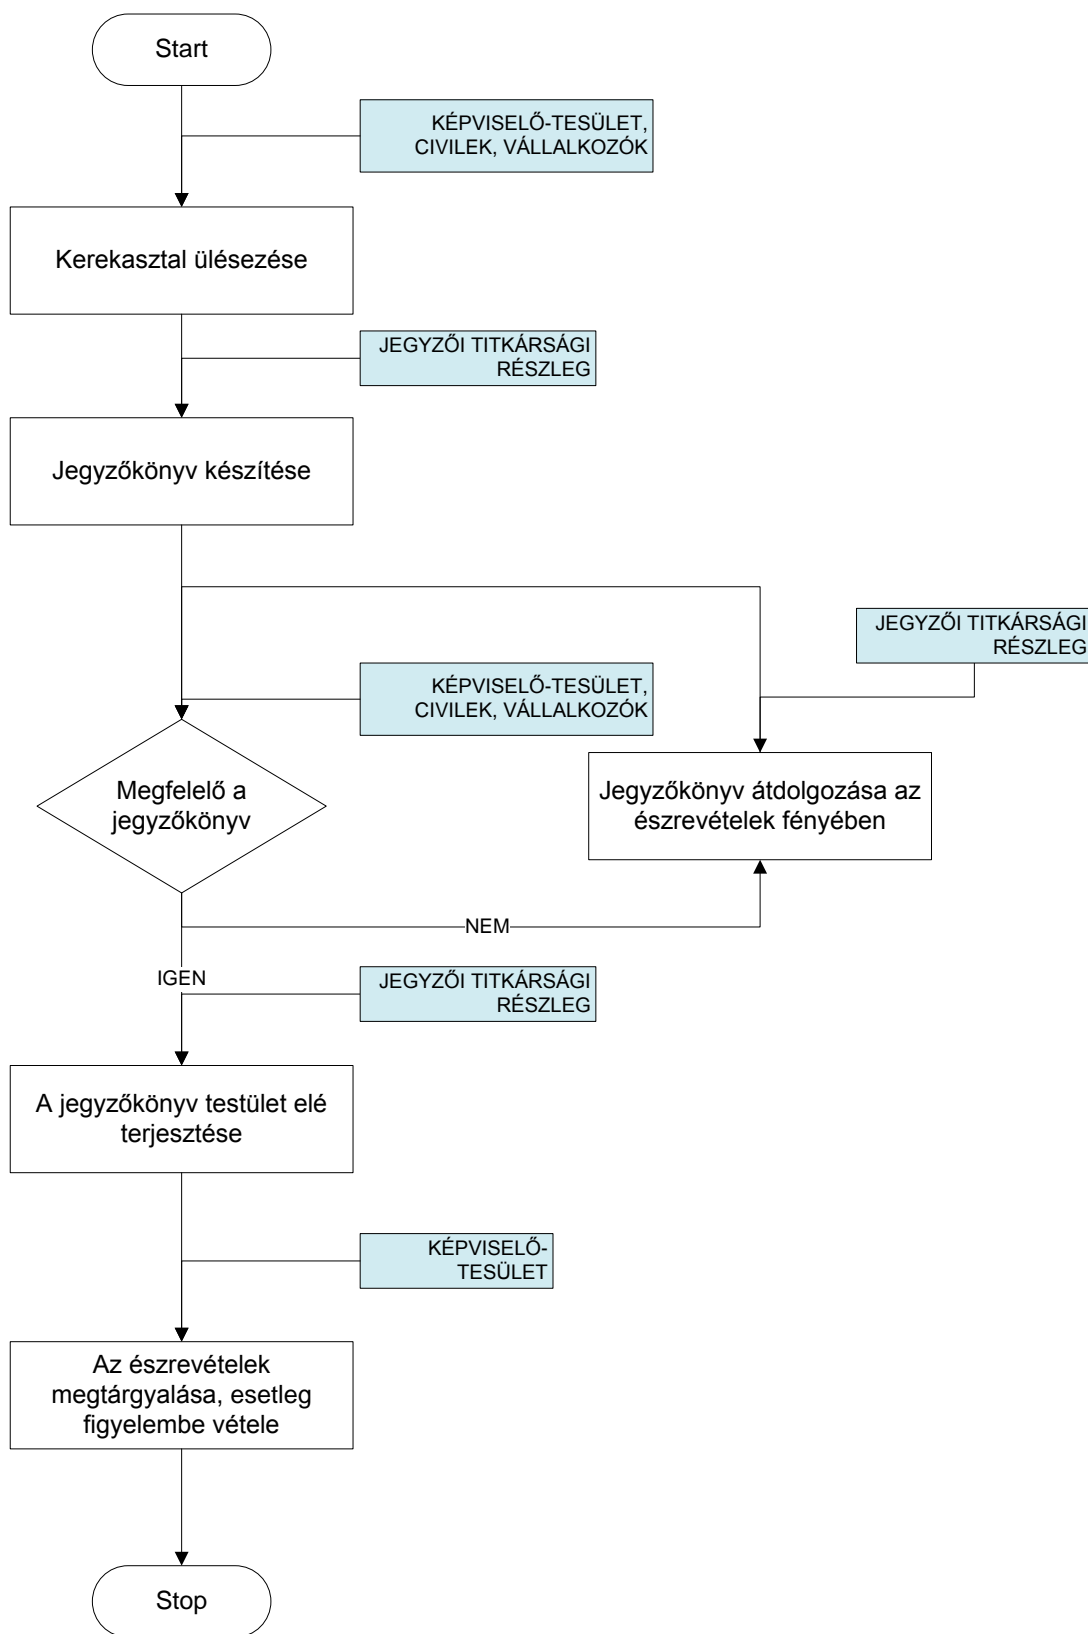 Start
KÉPVISELŐ-TESÜLET,
CIVILEK, VÁLLALKOZÓK
Kerekasztal ülésezése
JEGYZŐI TITKÁRSÁGI
RÉSZLEG
Jegyzőkönyv készítése
JEGYZŐI TITKÁRSÁGI
RÉSZLEG
KÉPVISELŐ-TESÜLET,
CIVILEK, VÁLLALKOZÓK
Megfelelő a
jegyzőkönyv
Jegyzőkönyv átdolgozása az
észrevételek fényében
NEM
IGEN
JEGYZŐI TITKÁRSÁGI
RÉSZLEG
A jegyzőkönyv testület elé
terjesztése
KÉPVISELŐ-
TESÜLET
Az észrevételek
megtárgyalása, esetleg
figyelembe vétele
Stop